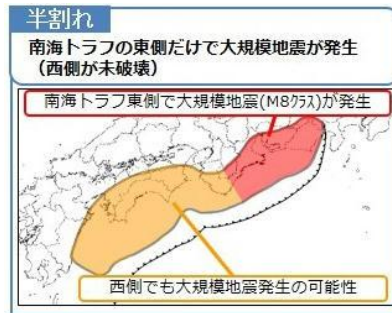 半割れ
南海トラフの東側だけで大規模地震が発生
(西側が未破壊)
南海トラフ東側で大規模地震(M8クラス)が発生
西側でも大規模地震発生の可能性